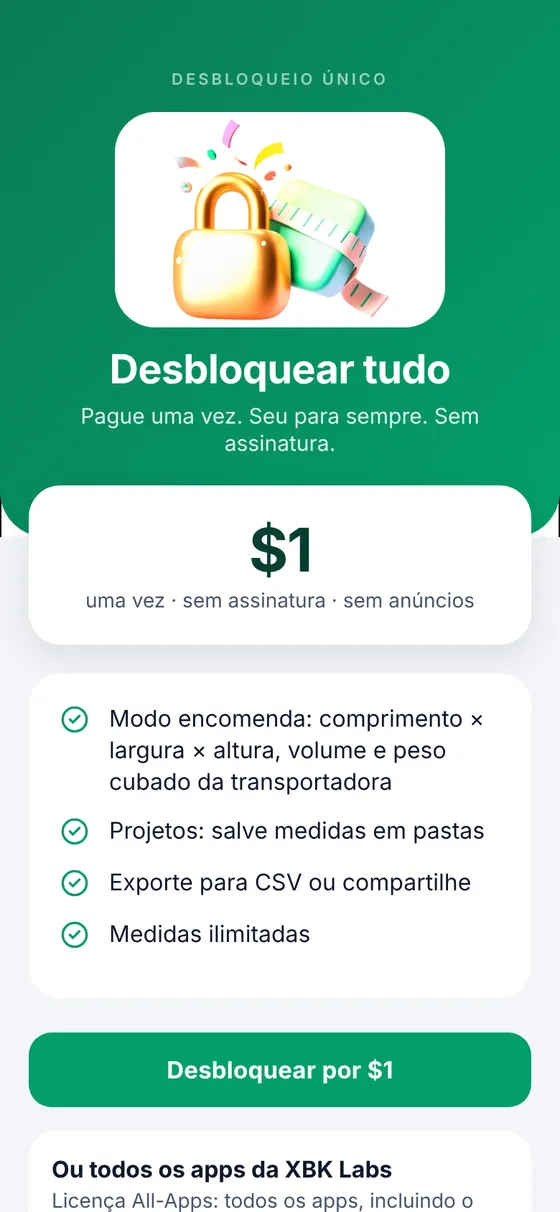 DESBLOQUEIO ÚNICO
Desbloquear tudo
Pague uma vez. Seu para sempre. Sem
assinatura.
$1
uma vez · sem assinatura · sem anúncios
Modo encomenda: comprimento ×
largura × altura, volume e peso
cubado da transportadora
Projetos: salve medidas em pastas
Exporte para CSV ou compartilhe
Medidas ilimitadas
Desbloquear por $1
Ou todos os apps da XBK Labs
Licença All-Apps: todos os apps, incluindo o